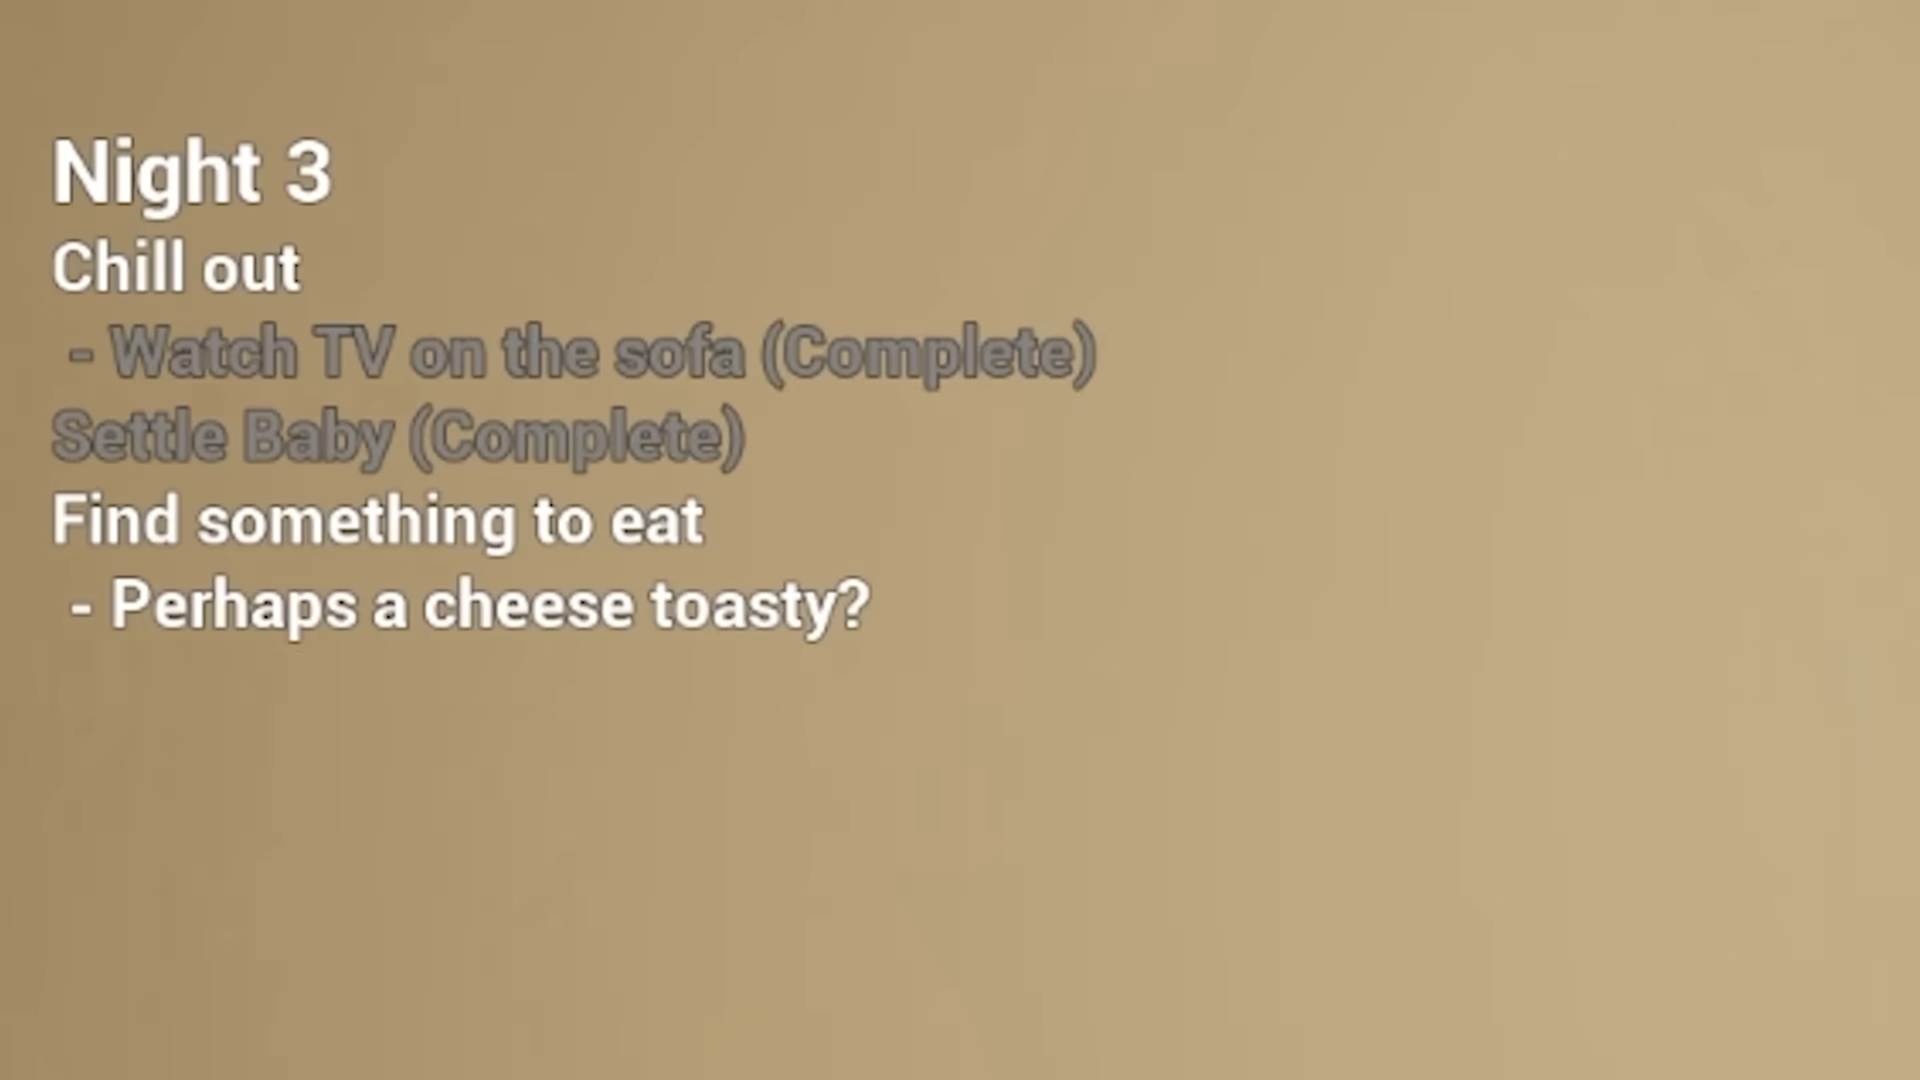 Night 3
Chill out
- Watch TV on the sofa (Complete)
Settle Baby (Complete)
Find something to eat
- Perhaps a cheese toasty?